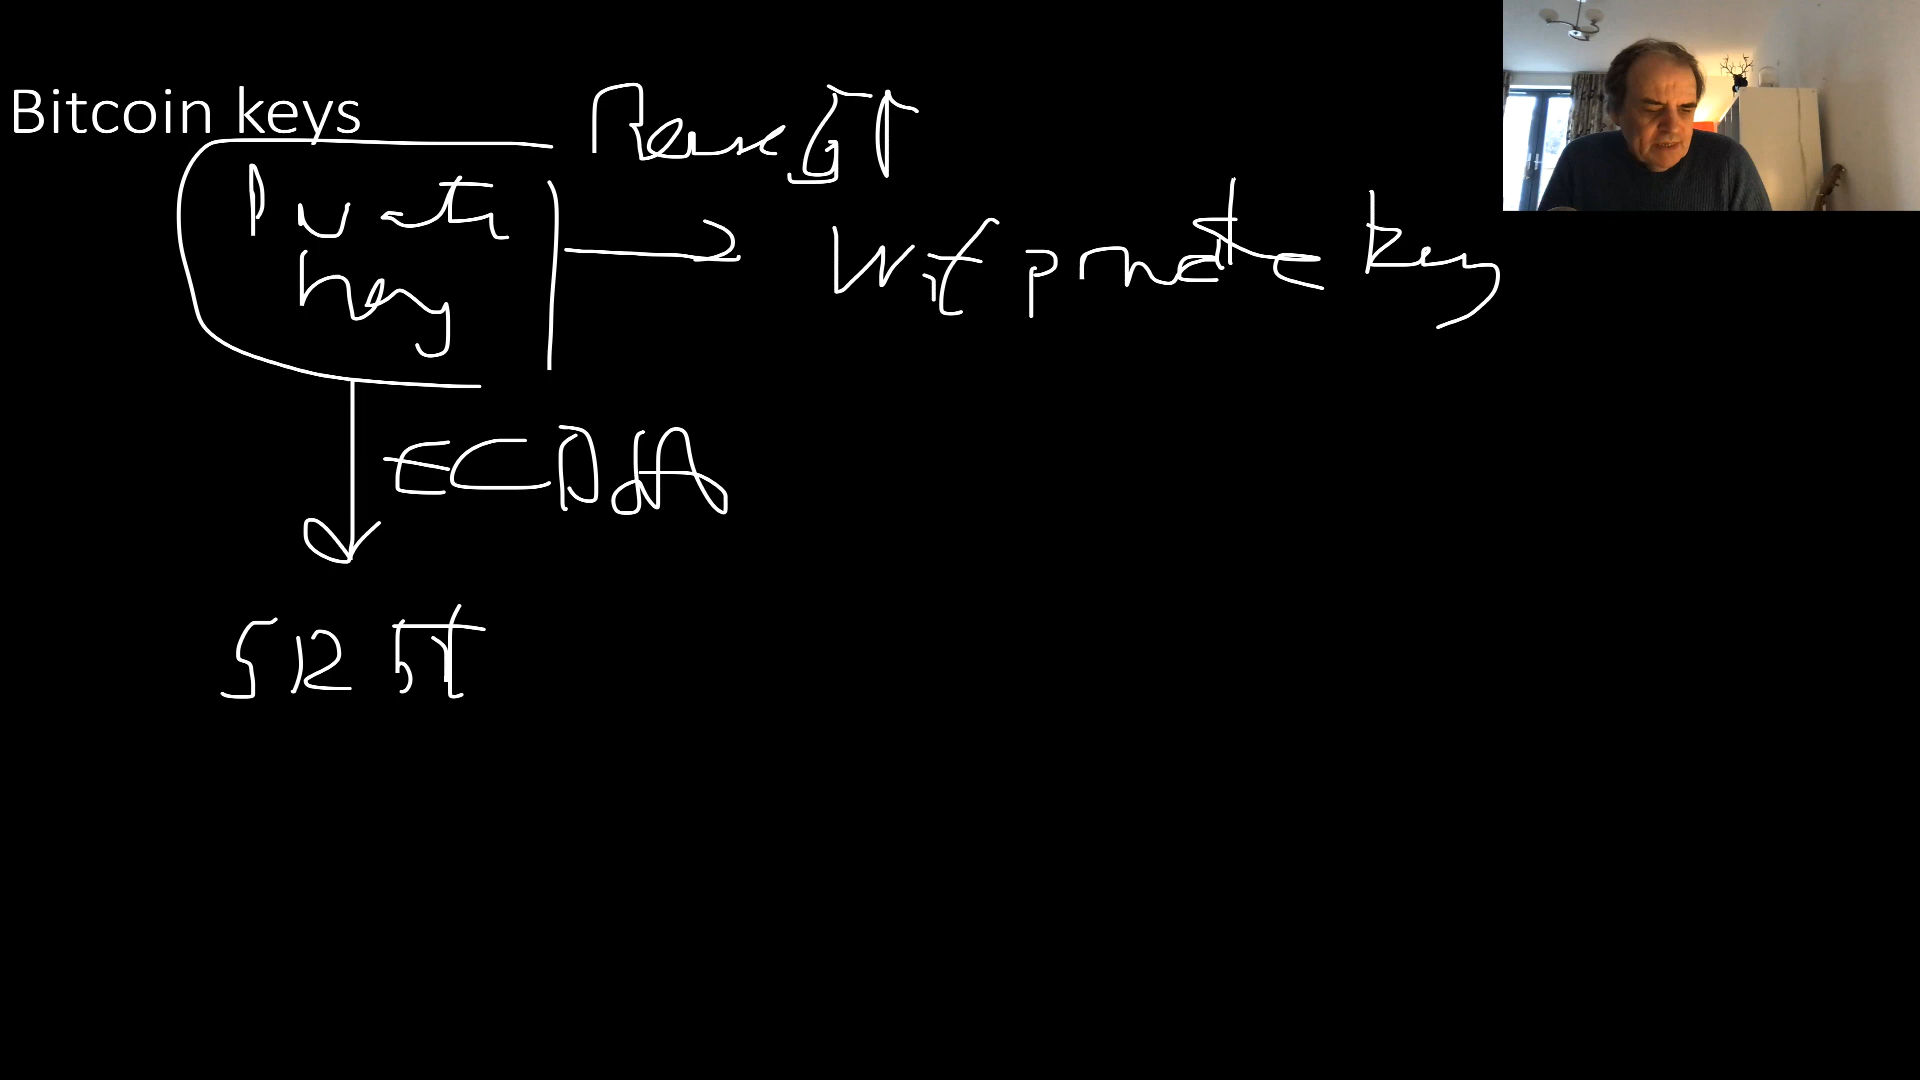 Bitcoin keys
Private
key
Wif private key
ECDSA
512 bit